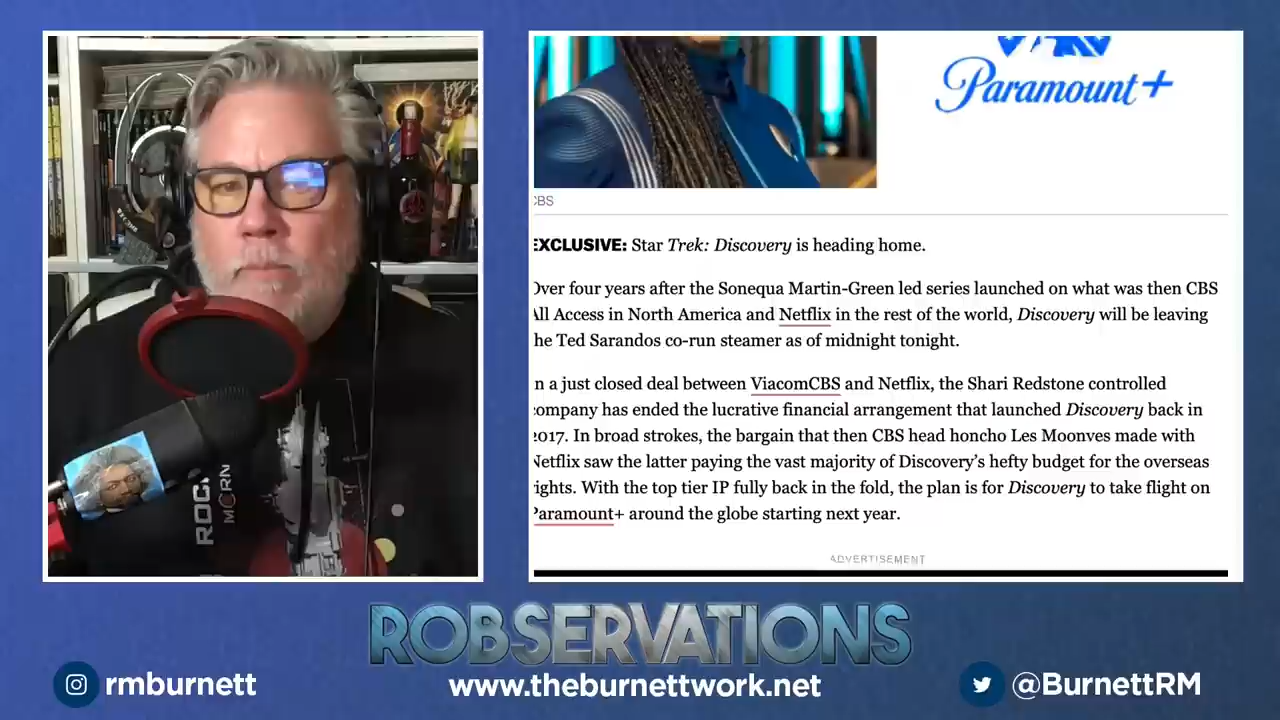 Paramount+
CBS
EXCLUSIVE: Star Trek: Discovery is heading home.
Over four years after the Sonequa Martin-Green led series launched on what was then CBS
All Access in North America and Netflix in the rest of the world, Discovery will be leaving
he Ted Sarandos co-run steamer as of midnight tonight.
n a just closed deal between ViacomCBS and Netflix, the Shari Redstone controlled
company has ended the lucrative financial arrangement that launched Discovery back in
2017. In broad strokes, the bargain that then CBS head honcho Les Moonves made with
Netflix saw the latter paying the vast majority of Discovery's hefty budget for the overseas
rights. With the top tier IP fully back in the fold, the plan is for Discovery to take flight on
Paramount+ around the globe starting next year.
ADVERTISEMENT
ROBSERVATIONS
rmburnett
www.theburnettwork.net
@BurnettRM